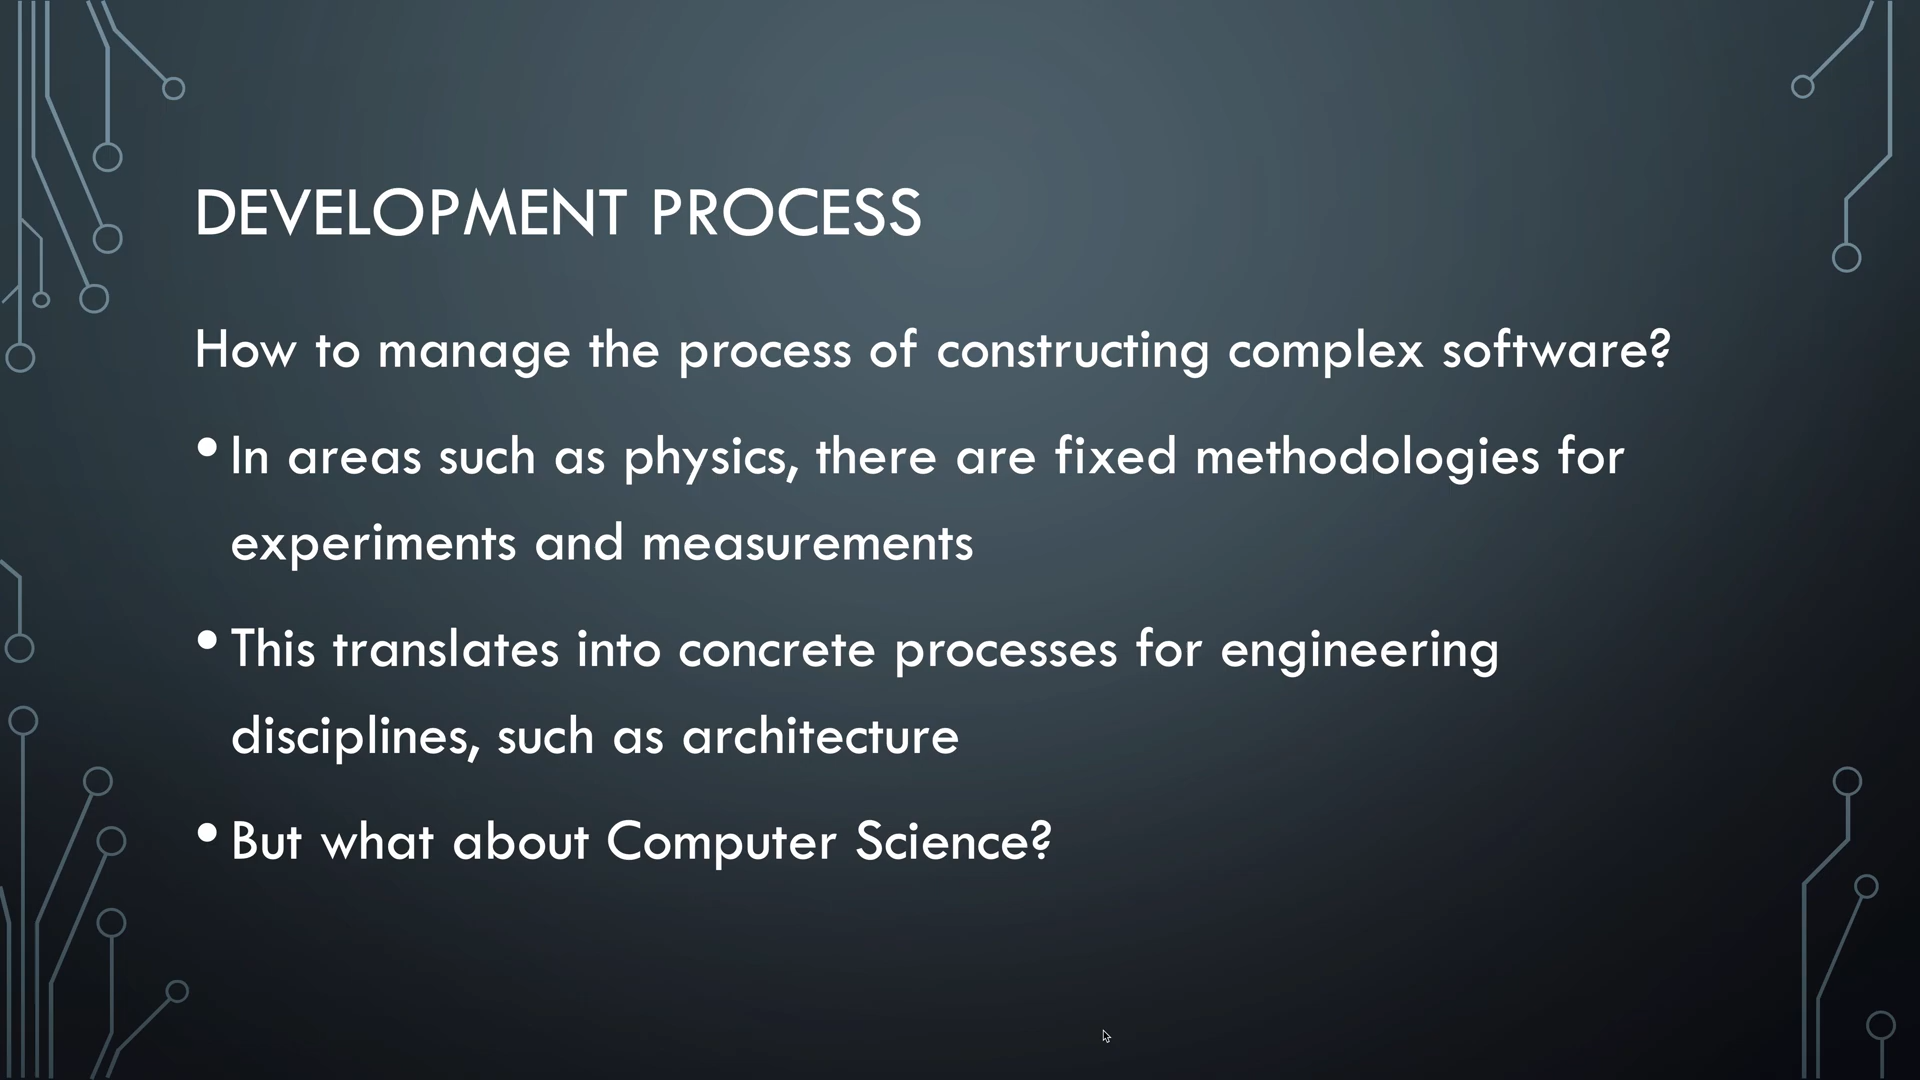 DEVELOPMENT PROCESS
How to manage the process of constructing complex software?
• In areas such as physics, there are fixed methodologies for
experiments and measurements
• This translates into concrete processes for engineering
disciplines, such as architecture
• But what about Computer Science?